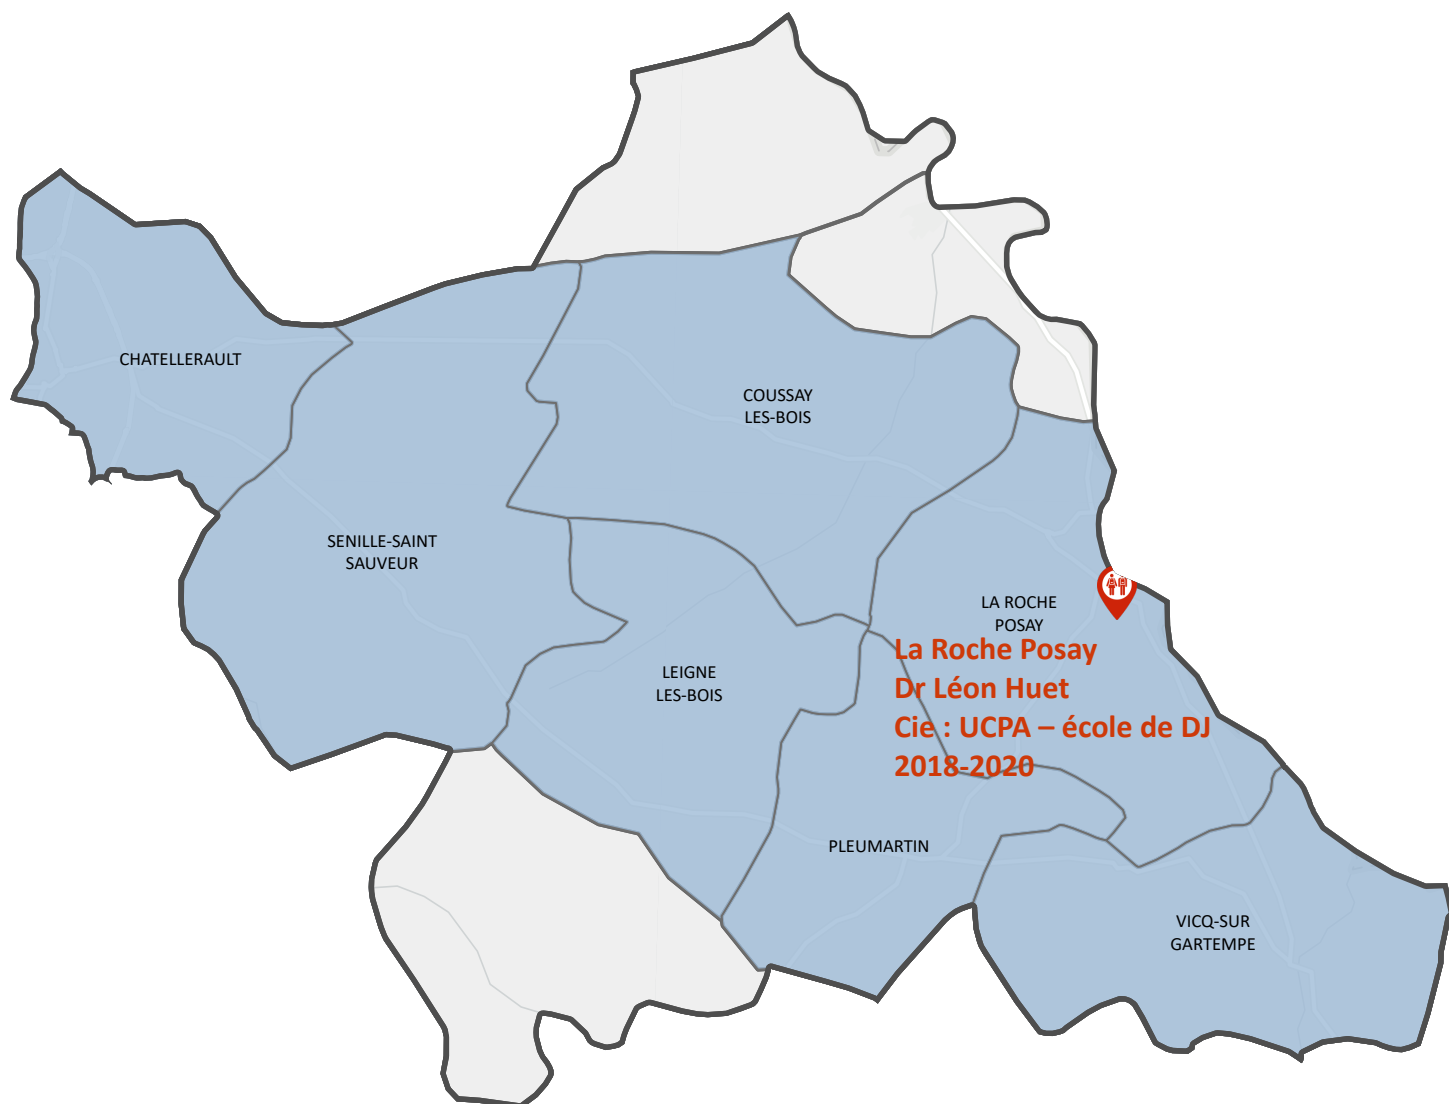 CHATELLERAULT
COUSSAY
LES-BOIS
SENILLE-SAINT
SAUVEUR
LA ROCHE
POSAY
La Roche Posay
Dr Léon Huet
Cie : UCPA – école de DJ
2018-2020
LEIGNE
LES-BOIS
PLEUMARTIN
VICQ-SUR
GARTEMPE